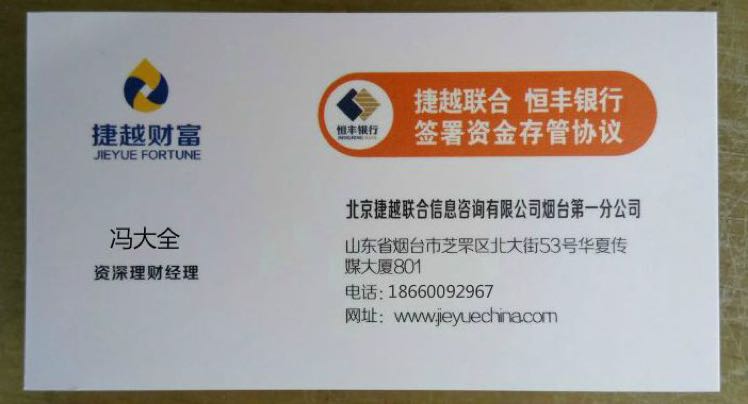 捷越财富
JIEYUE FORTUNE
恒丰银行
捷越联合 恒丰银行
签署资金存管协议
冯大全
资深理财经理
北京捷越联合信息咨询有限公司烟台第一分公司
山东省烟台市芝罘区北大街53号华夏传
媒大厦801
电话: 18660092967
网址: www.jieyuechina.com